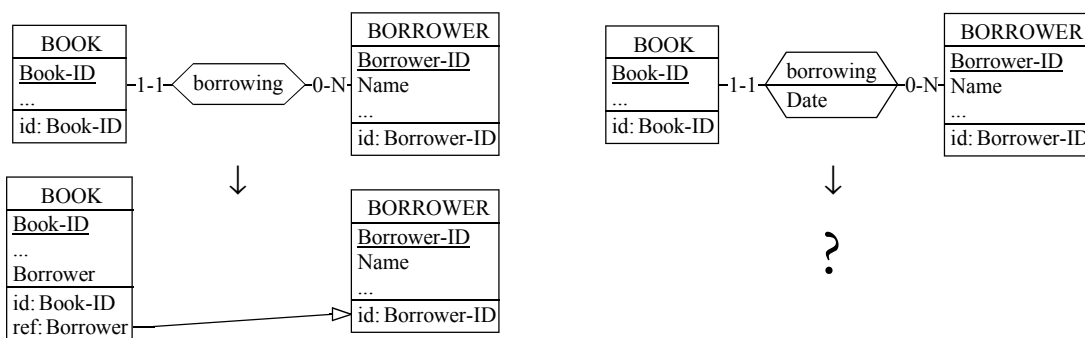 BOOK
Book-ID
...
id: Book-ID
1-1
borrowing
0-N
BORROWER
Borrower-ID
Name
...
id: Borrower-ID
↓
BOOK
Book-ID
...
Borrower
id: Book-ID
ref: Borrower
BORROWER
Borrower-ID
Name
...
id: Borrower-ID
BOOK
Book-ID
...
id: Book-ID
1-1
borrowing
Date
0-N
BORROWER
Borrower-ID
Name
...
id: Borrower-ID
↓
?